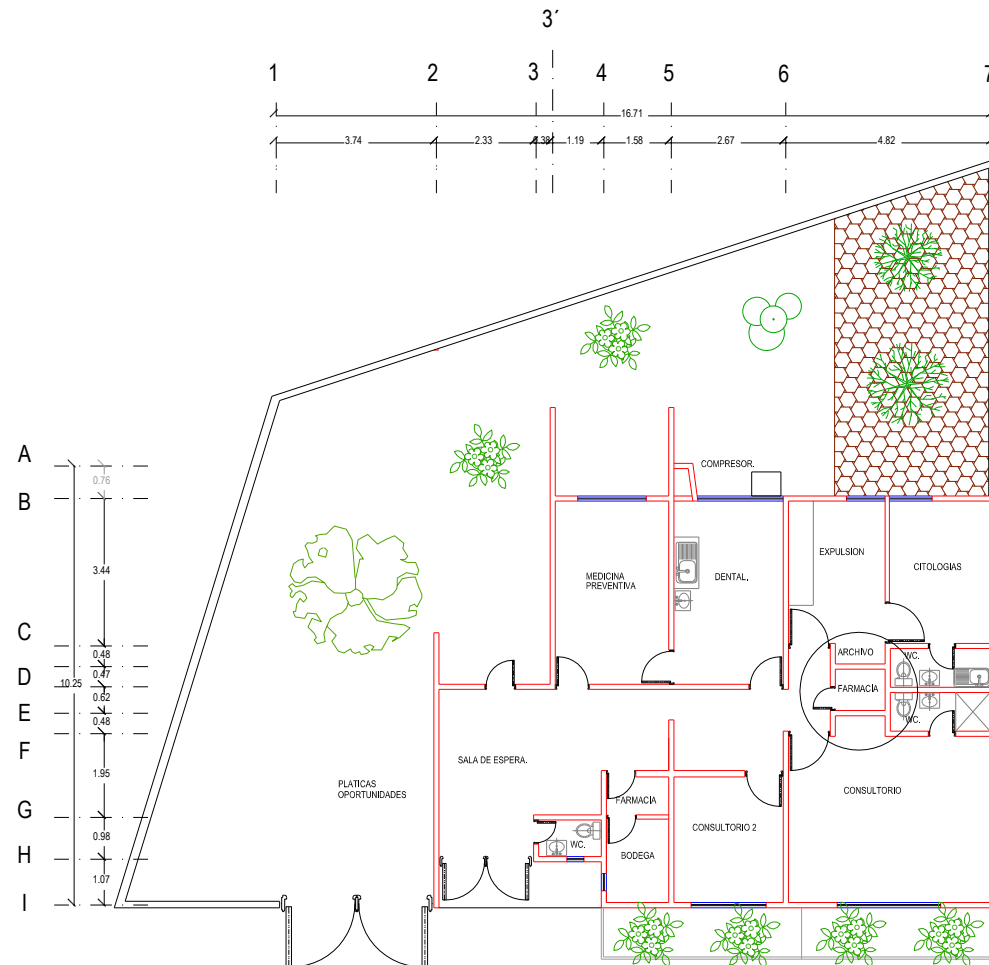 3´
1 2 3 4 5 6 7
16.71
3.74 2.33 0.38 1.19 1.58 2.67 4.82
A
0.76
B
3.44
C
0.48
D
0.47
10.25
0.62
E
0.48
F
1.95
G
0.98
H
1.07
I
COMPRESOR.
EXPULSION
CITOLOGIAS
MEDICINA
PREVENTIVA
DENTAL.
ARCHIVO
WC.
FARMACÍA
WC.
SALA DE ESPERA.
PLATICAS
OPORTUNIDADES
CONSULTORIO
FARMACÍA
CONSULTORIO 2
WC.
BODEGA